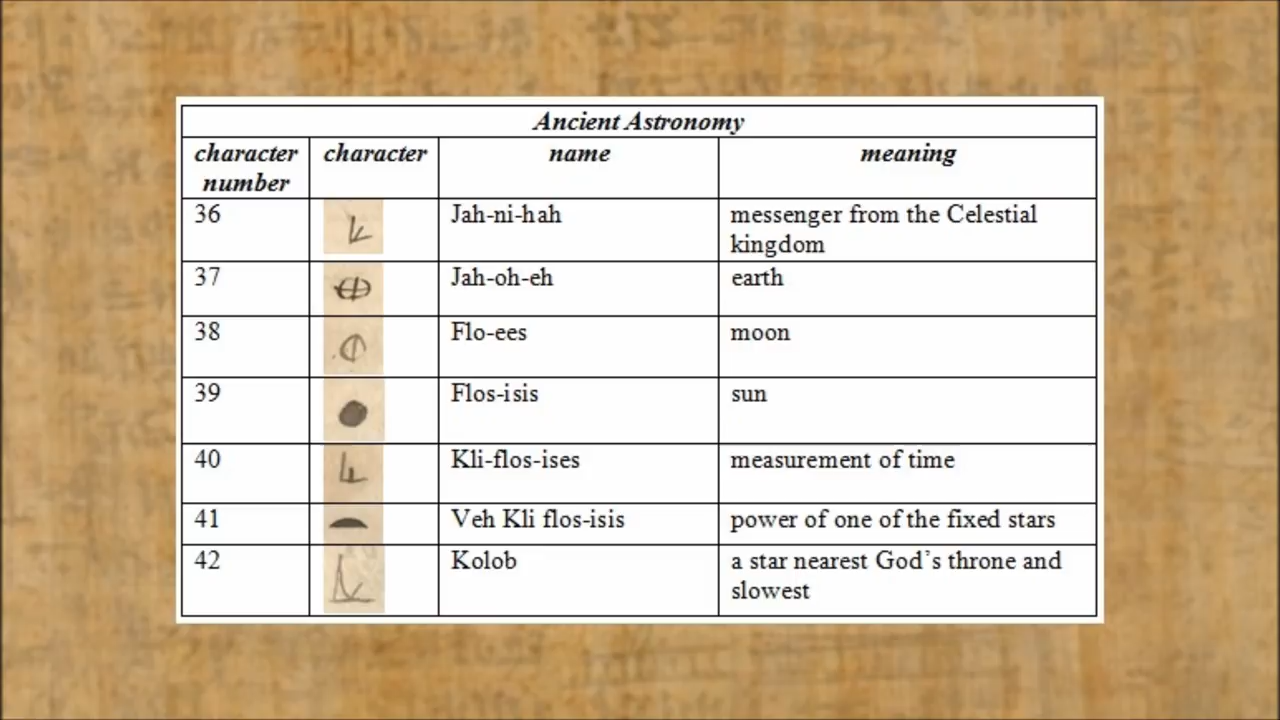 Ancient Astronomy
character number character name meaning
36 Jah-ni-hah messenger from the Celestial
kingdom
37 Jah-oh-eh earth
38 Flo-ees moon
39 Flos-isis sun
40 Kli-flos-ises measurement of time
41 Veh Kli flos-isis power of one of the fixed stars
42 Kolob a star nearest God’s throne and
slowest